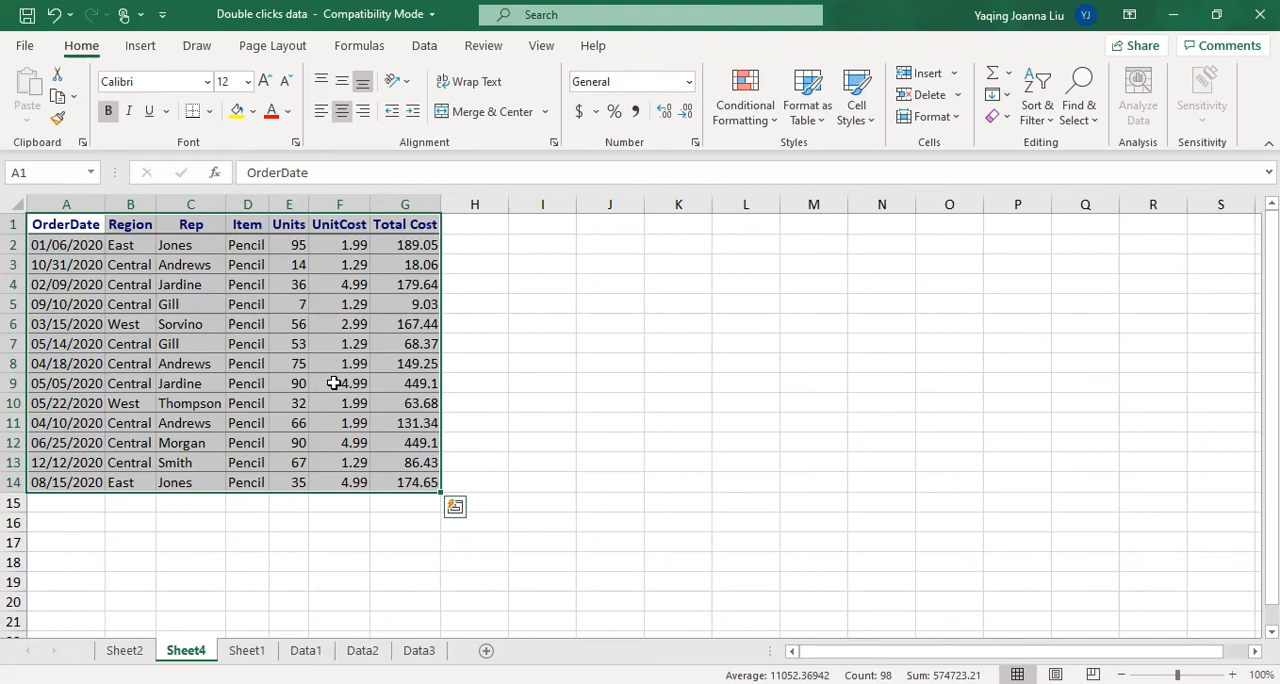 Double clicks data - Compatibility Mode
Search
Yaqing Joanna Liu
YJ
File Home Insert Draw Page Layout Formulas Data Review View Help
Share
Comments
Paste
Calibri
12
A A
B I U
A
Wrap Text
Merge & Center
General
$ % ,
Conditional Formatting
Format as Table
Cell Styles
Insert
Delete
Format
Sort & Filter
Find & Select
Analyze Data
Sensitivity
Clipboard Font Alignment Number Styles Cells Editing Analysis Sensitivity
A1 fx OrderDate
A B C D E F G H I J K L M N O P Q R S
1 OrderDate Region Rep Item Units UnitCost Total Cost
2 01/06/2020 East Jones Pencil 95 1.99 189.05
3 10/31/2020 Central Andrews Pencil 14 1.29 18.06
4 02/09/2020 Central Jardine Pencil 36 4.99 179.64
5 09/10/2020 Central Gill Pencil 7 1.29 9.03
6 03/15/2020 West Sorvino Pencil 56 2.99 167.44
7 05/14/2020 Central Gill Pencil 53 1.29 68.37
8 04/18/2020 Central Andrews Pencil 75 1.99 149.25
9 05/05/2020 Central Jardine Pencil 90 4.99 449.1
10 05/22/2020 West Thompson Pencil 32 1.99 63.68
11 04/10/2020 Central Andrews Pencil 66 1.99 131.34
12 06/25/2020 Central Morgan Pencil 90 4.99 449.1
13 12/12/2020 Central Smith Pencil 67 1.29 86.43
14 08/15/2020 East Jones Pencil 35 4.99 174.65
15
16
17
18
19
20
21
Sheet2 Sheet4 Sheet1 Data1 Data2 Data3
Average: 11052.36942 Count: 98 Sum: 574723.21 100%